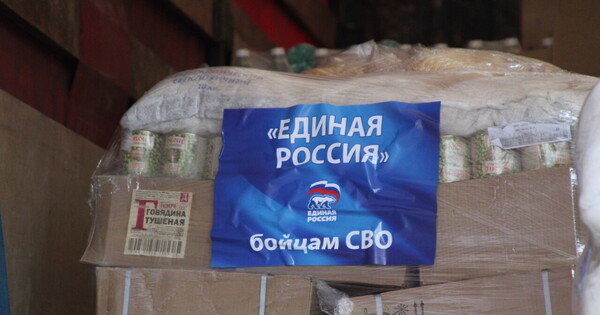 «ЕДИНАЯ
РОССИЯ»
ЕДИНАЯ
РОССИЯ
бойцам СВО
ГОВЯДИНА
ТУШЕНАЯ